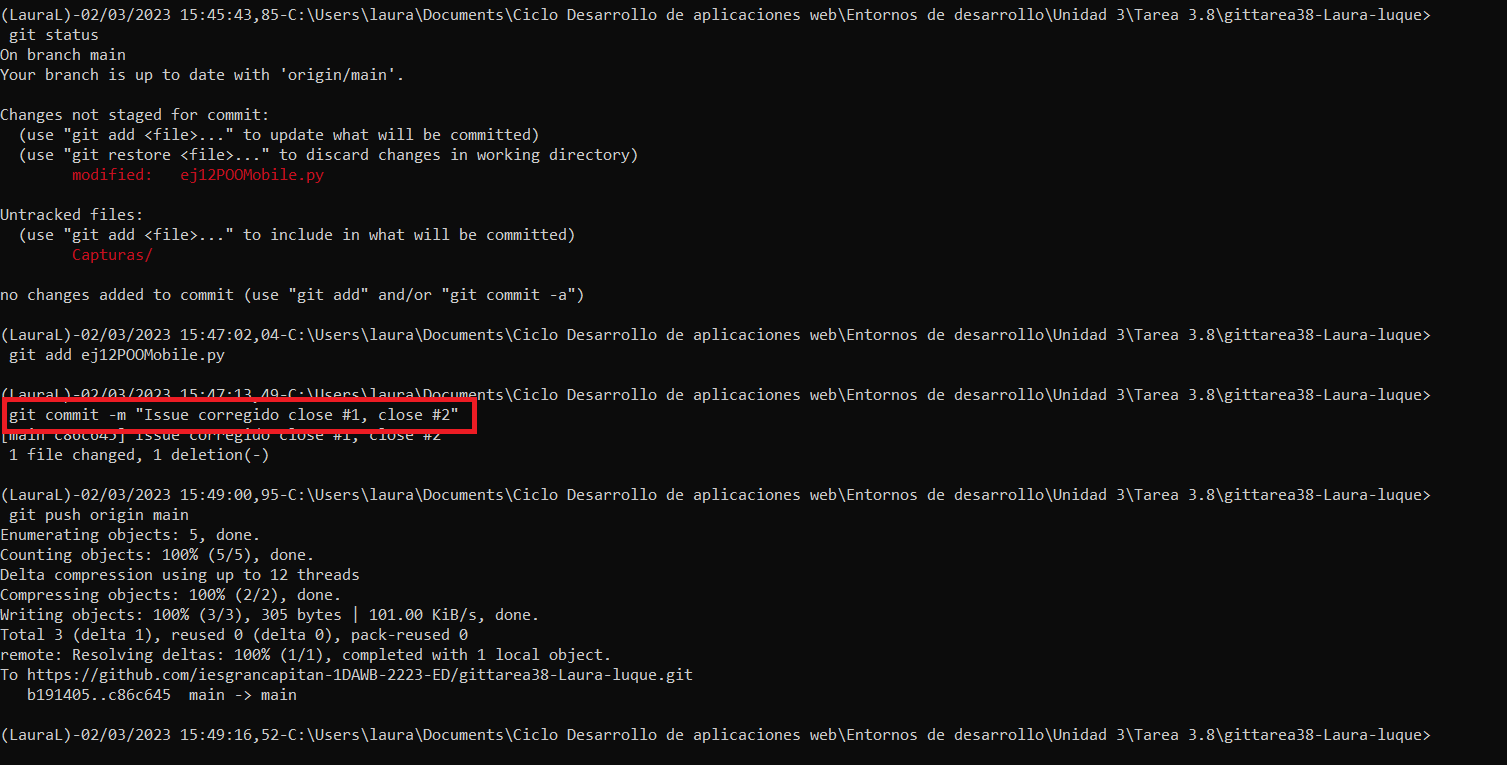 (LauraL)-02/03/2023 15:45:43,85-C:\Users\laura\Documents\Ciclo Desarrollo de aplicaciones web\Entornos de desarrollo\Unidad 3\Tarea 3.8\gittarea38-Laura-luque>
git status
On branch main
Your branch is up to date with 'origin/main'.
Changes not staged for commit:
(use "git add <file>..." to update what will be committed)
(use "git restore <file>..." to discard changes in working directory)
modified:   ej12POOMobile.py
Untracked files:
(use "git add <file>..." to include in what will be committed)
Capturas/
no changes added to commit (use "git add" and/or "git commit -a")
(LauraL)-02/03/2023 15:47:02,04-C:\Users\laura\Documents\Ciclo Desarrollo de aplicaciones web\Entornos de desarrollo\Unidad 3\Tarea 3.8\gittarea38-Laura-luque>
git add ej12POOMobile.py
(LauraL)-02/03/2023 15:47:13,49-C:\Users\laura\Documents\Ciclo Desarrollo de aplicaciones web\Entornos de desarrollo\Unidad 3\Tarea 3.8\gittarea38-Laura-luque>
git commit -m "Issue corregido close #1, close #2"
[main c86c645] Issue corregido close #1, close #2
1 file changed, 1 deletion(-)
(LauraL)-02/03/2023 15:49:00,95-C:\Users\laura\Documents\Ciclo Desarrollo de aplicaciones web\Entornos de desarrollo\Unidad 3\Tarea 3.8\gittarea38-Laura-luque>
git push origin main
Enumerating objects: 5, done.
Counting objects: 100% (5/5), done.
Delta compression using up to 12 threads
Compressing objects: 100% (2/2), done.
Writing objects: 100% (3/3), 305 bytes | 101.00 KiB/s, done.
Total 3 (delta 1), reused 0 (delta 0), pack-reused 0
remote: Resolving deltas: 100% (1/1), completed with 1 local object.
To https://github.com/iesgrancapitan-1DAWB-2223-ED/gittarea38-Laura-luque.git
b191405..c86c645  main -> main
(LauraL)-02/03/2023 15:49:16,52-C:\Users\laura\Documents\Ciclo Desarrollo de aplicaciones web\Entornos de desarrollo\Unidad 3\Tarea 3.8\gittarea38-Laura-luque>